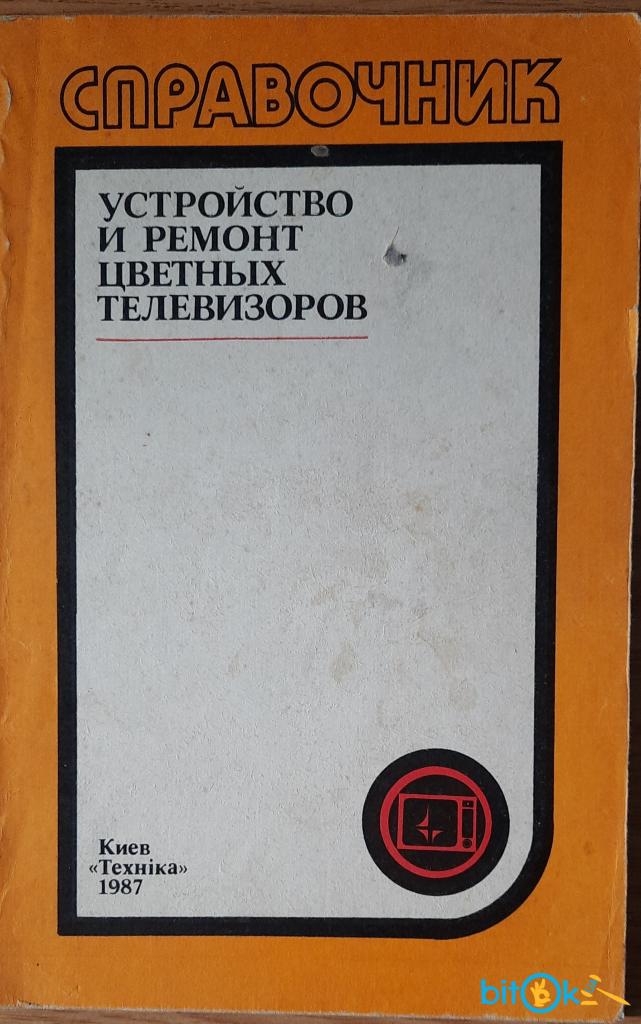 СПРАВОЧНИК
УСТРОЙСТВО
И РЕМОНТ
ЦВЕТНЫХ
ТЕЛЕВИЗОРОВ
Киев
«Техніка»
1987
bitOk